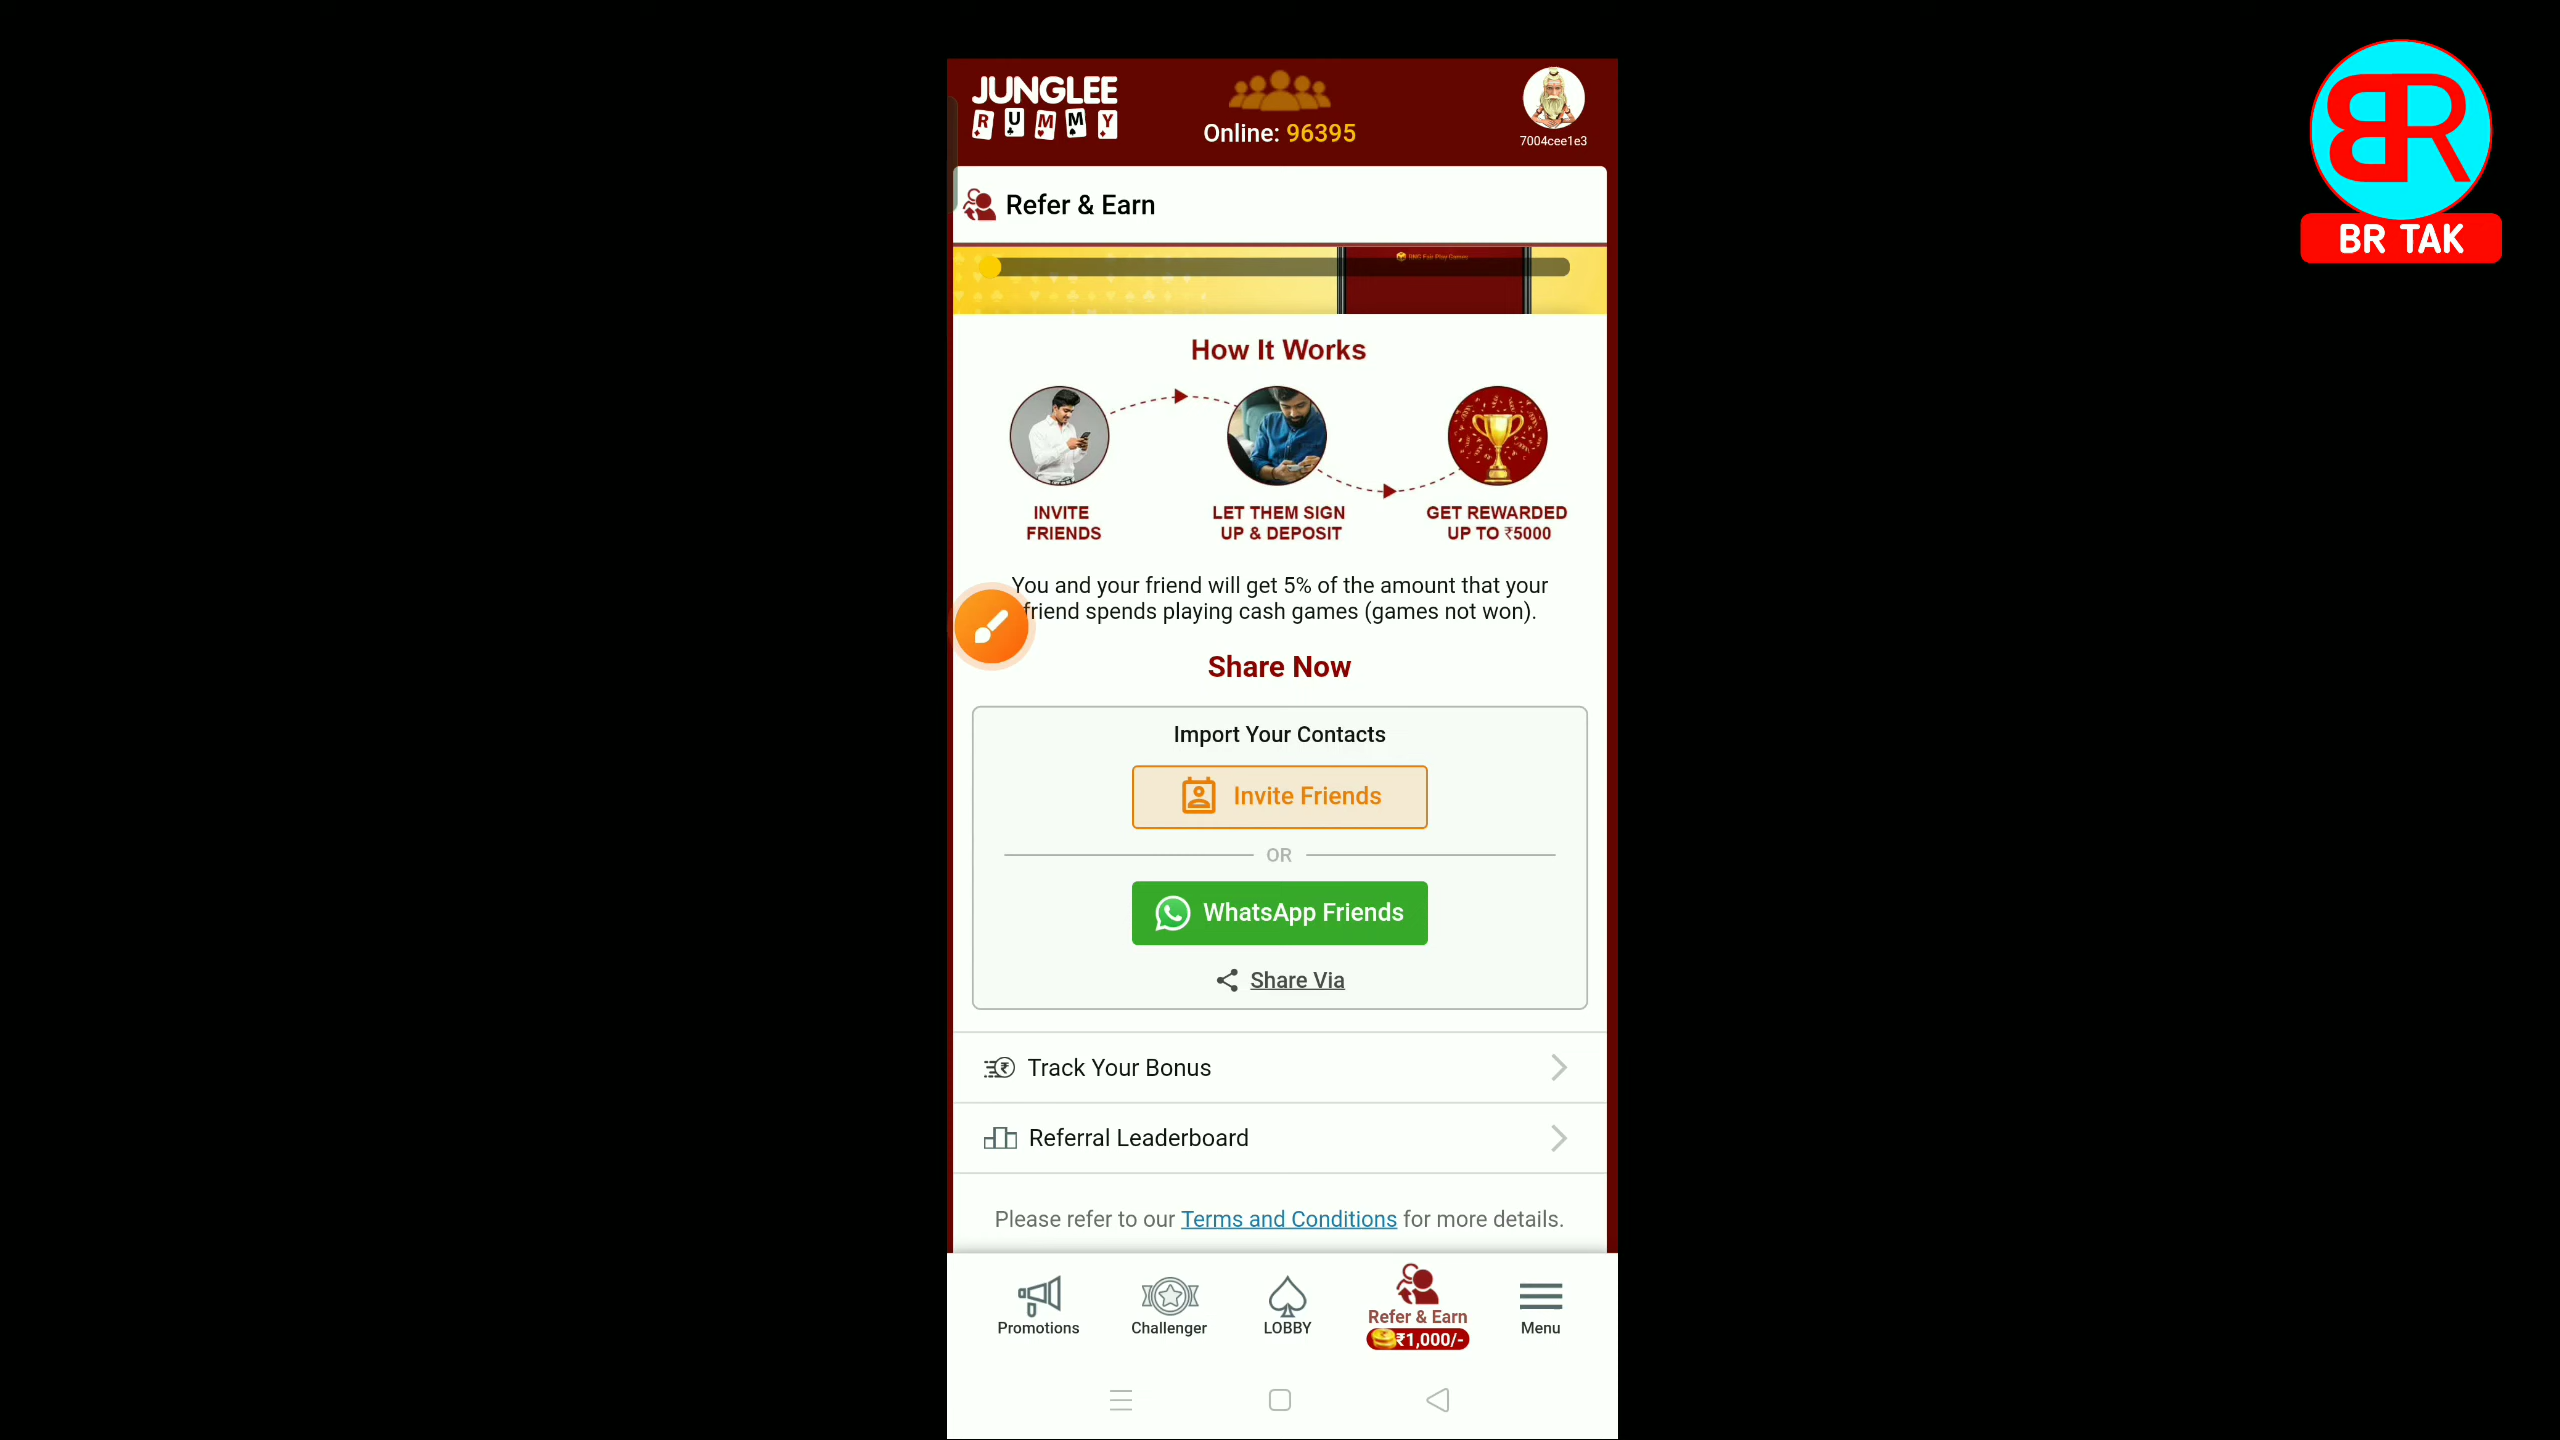 JUNGLEE
RUMMY
Online: 96395
7004cee1e3
BR
BR TAK
Refer & Earn
How It Works
INVITE
FRIENDS
LET THEM SIGN
UP & DEPOSIT
GET REWARDED
UP TO ₹5000
You and your friend will get 5% of the amount that your
friend spends playing cash games (games not won).
Share Now
Import Your Contacts
Invite Friends
OR
WhatsApp Friends
Share Via
Track Your Bonus
Referral Leaderboard
Please refer to our Terms and Conditions for more details.
Promotions
Challenger
LOBBY
Refer & Earn
₹1,000/-
Menu